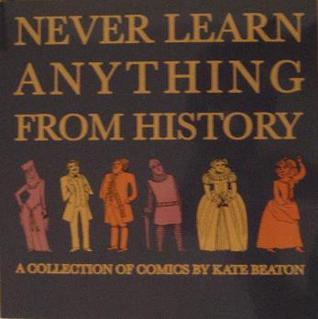 NEVER LEARN
ANYTHING
FROM HISTORY
A COLLECTION OF COMICS BY KATE BEATON